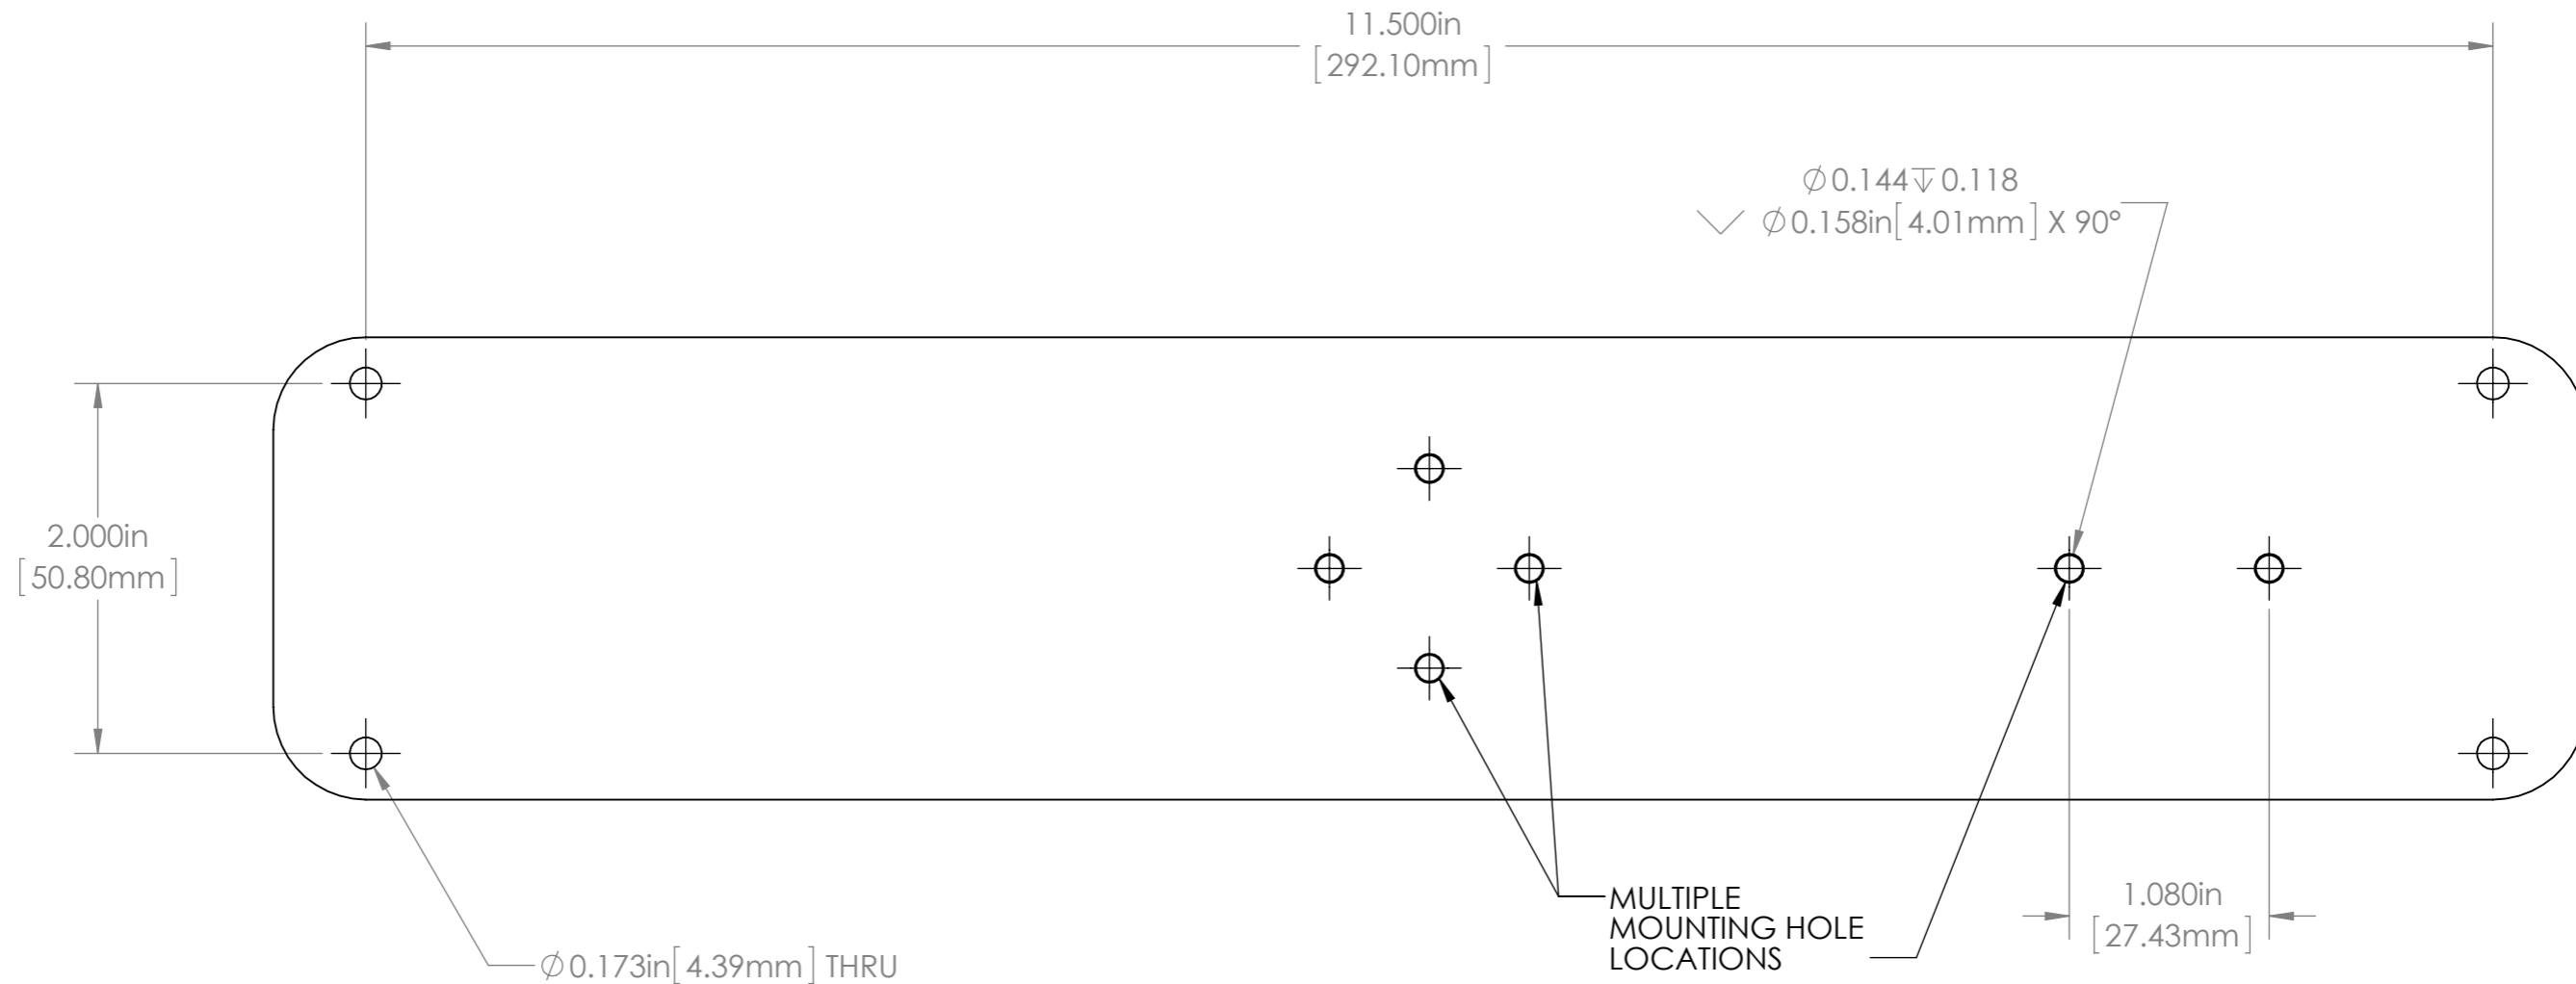 11.500in
[292.10mm]
⌀0.144↧0.118
⌵ ⌀0.158in[4.01mm] X 90°
2.000in
[50.80mm]
MULTIPLE
MOUNTING HOLE
LOCATIONS
1.080in
[27.43mm]
⌀0.173in[4.39mm] THRU